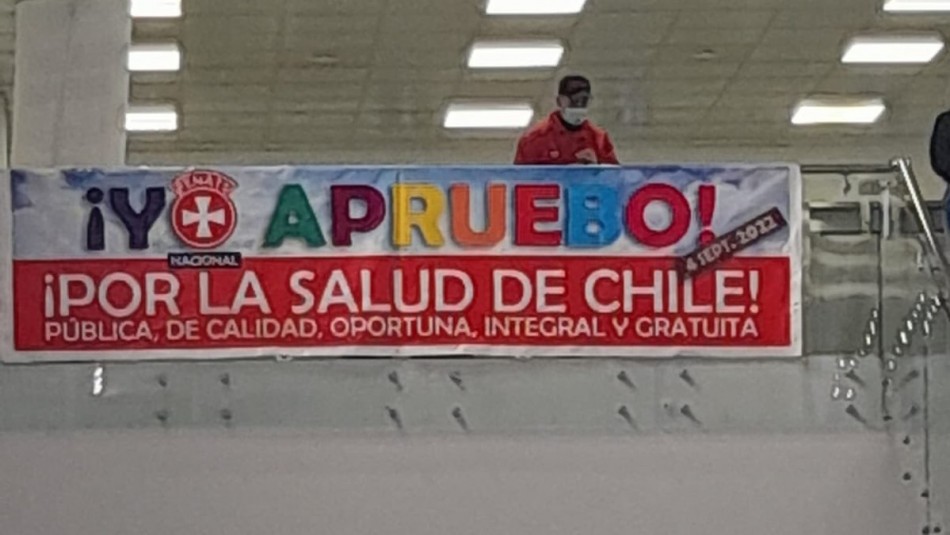 ¡YO APRUEBO!
FENATS
NACIONAL
4 SEPT. 2022
¡POR LA SALUD DE CHILE!
PÚBLICA, DE CALIDAD, OPORTUNA, INTEGRAL Y GRATUITA